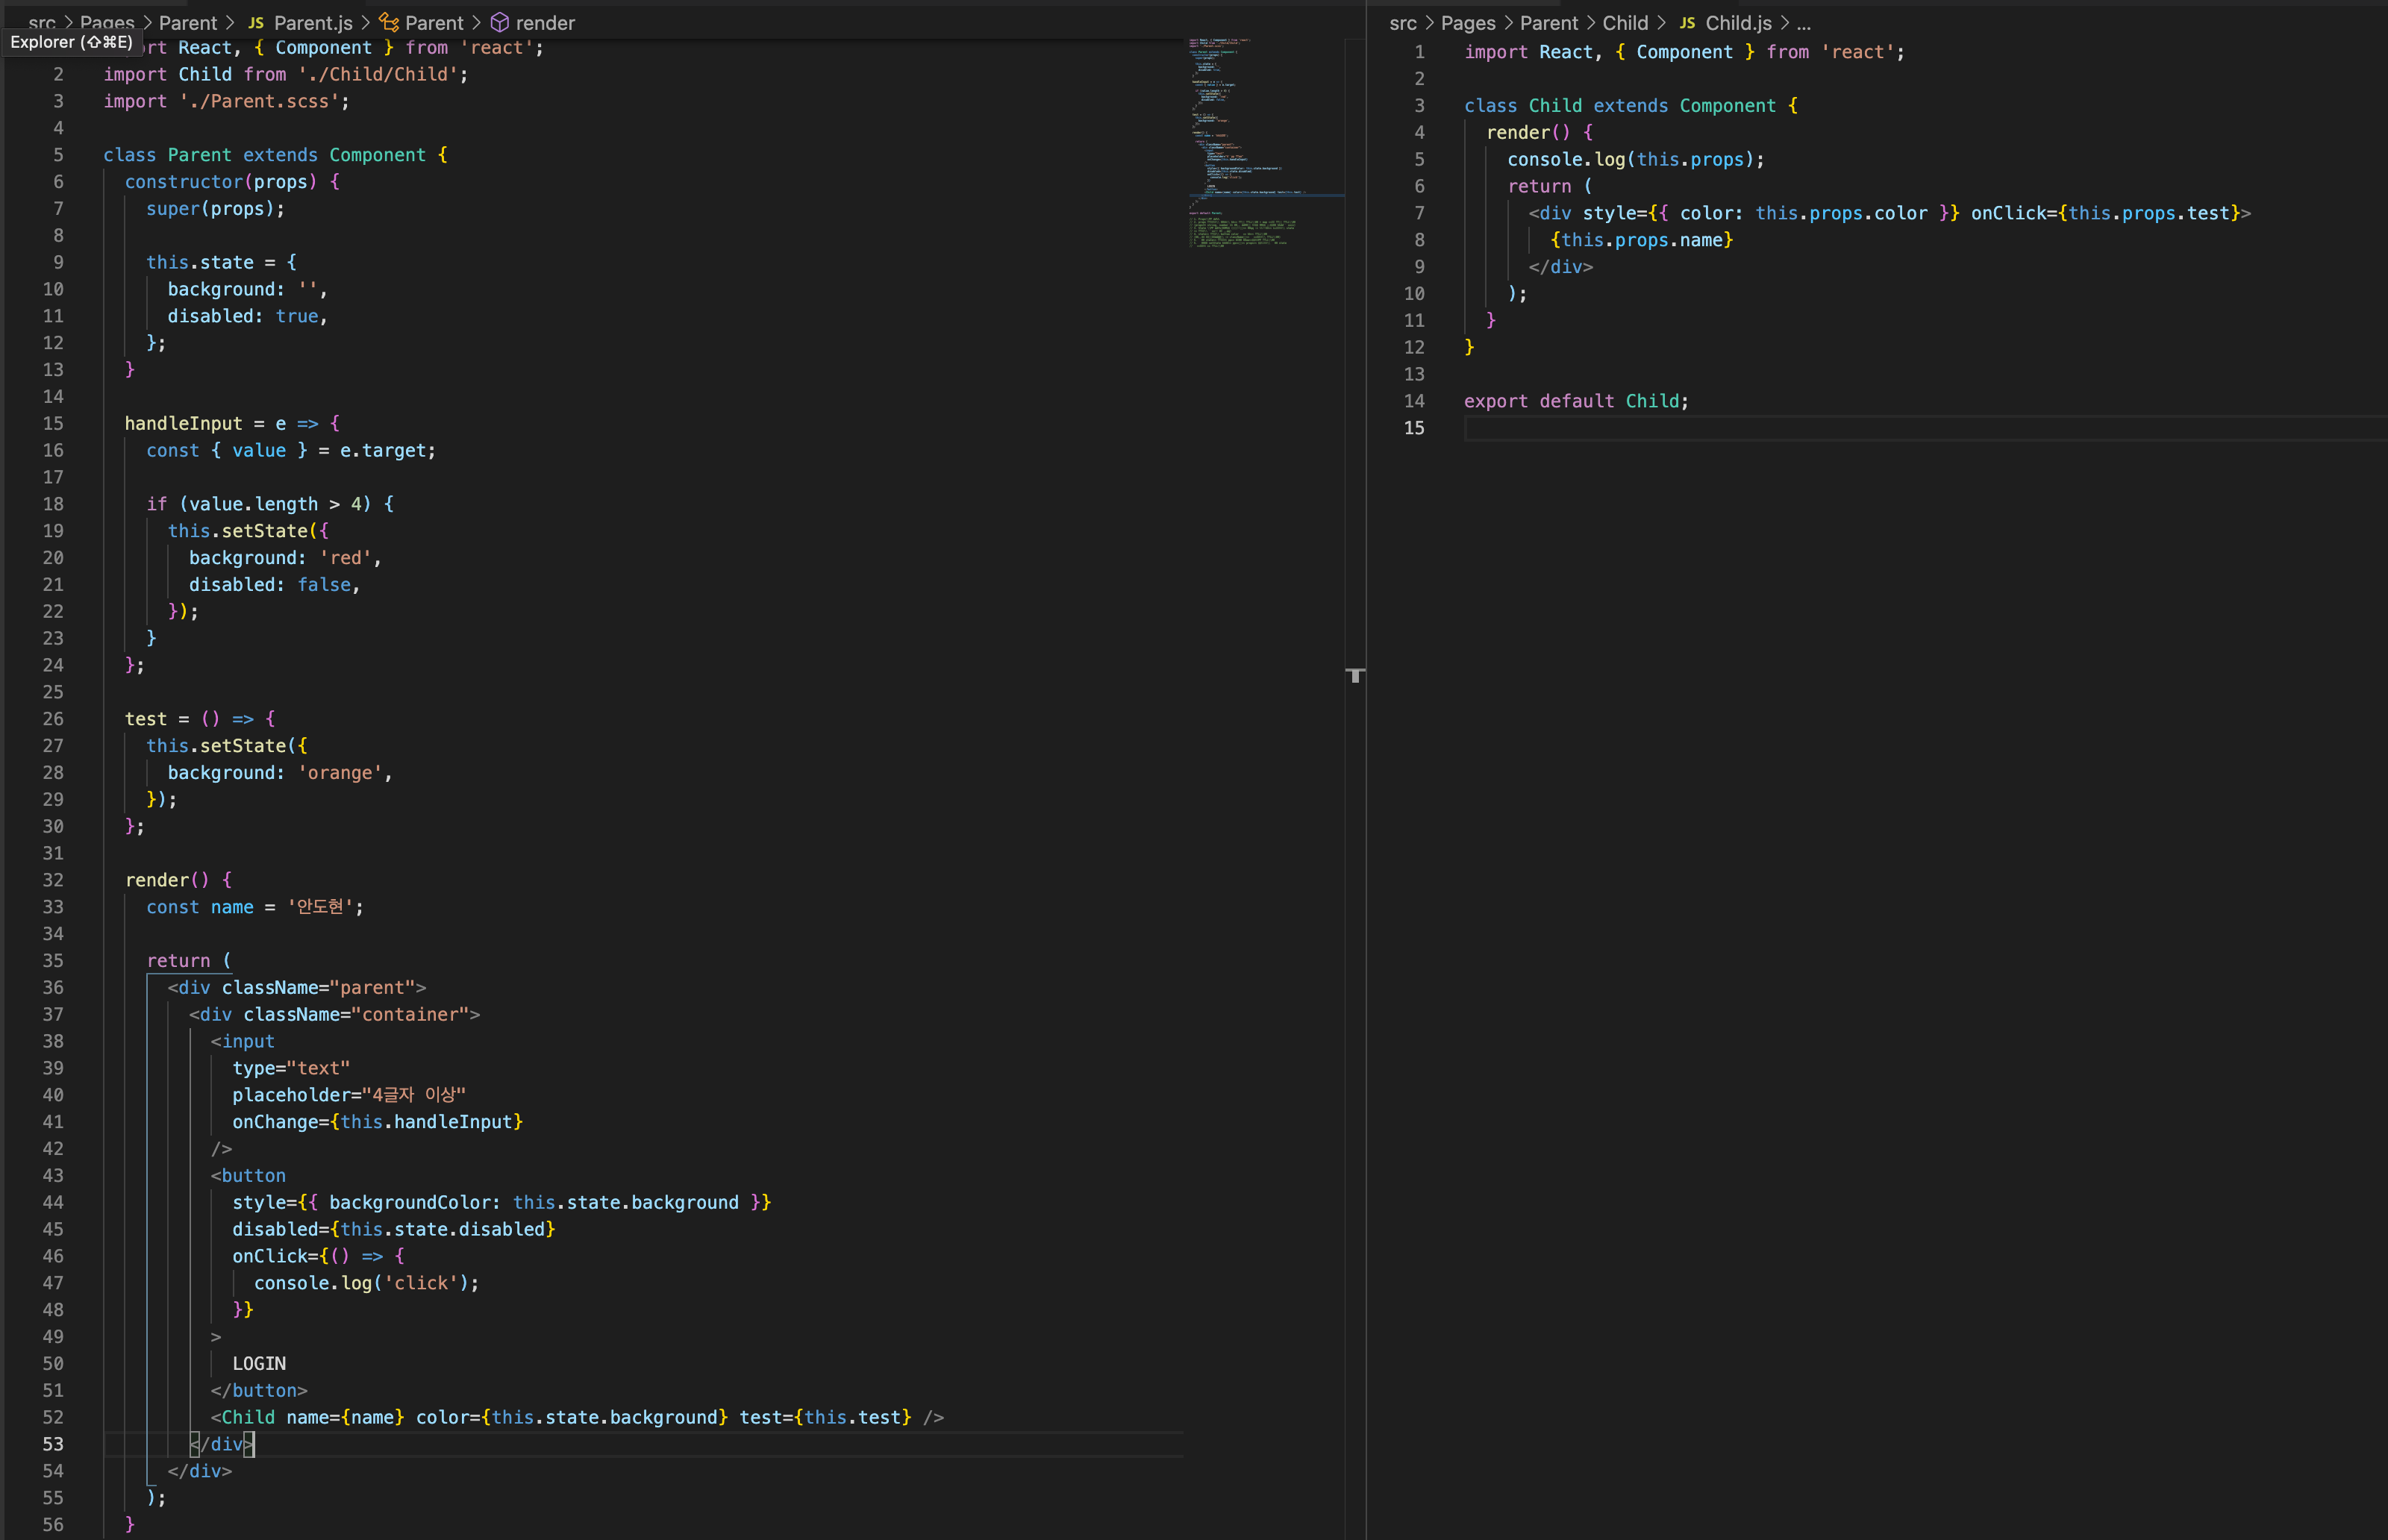 src > Pages > Parent > JS Parent.js > Parent > render
Explorer (⇧⌘E)
rt React, { Component } from 'react';
2 import Child from './Child/Child';
3 import './Parent.scss';
4
5 class Parent extends Component {
6 constructor(props) {
7 super(props);
8
9 this.state = {
10 background: '',
11 disabled: true,
12 };
13 }
14
15 handleInput = e => {
16 const { value } = e.target;
17
18 if (value.length > 4) {
19 this.setState({
20 background: 'red',
21 disabled: false,
22 });
23 }
24 };
25
26 test = () => {
27 this.setState({
28 background: 'orange',
29 });
30 };
31
32 render() {
33 const name = '안도현';
34
35 return (
36 <div className="parent">
37 <div className="container">
38 <input
39 type="text"
40 placeholder="4글자 이상"
41 onChange={this.handleInput}
42 />
43 <button
44 style={{ backgroundColor: this.state.background }}
45 disabled={this.state.disabled}
46 onClick={() => {
47 console.log('click');
48 }}
49 >
50 LOGIN
51 </button>
52 <Child name={name} color={this.state.background} test={this.test} />
53 </div>
54 </div>
55 );
56 }
src > Pages > Parent > Child > JS Child.js > ...
1 import React, { Component } from 'react';
2
3 class Child extends Component {
4 render() {
5 console.log(this.props);
6 return (
7 <div style={{ color: this.props.color }} onClick={this.props.test}>
8 {this.props.name}
9 </div>
10 );
11 }
12 }
13
14 export default Child;
15